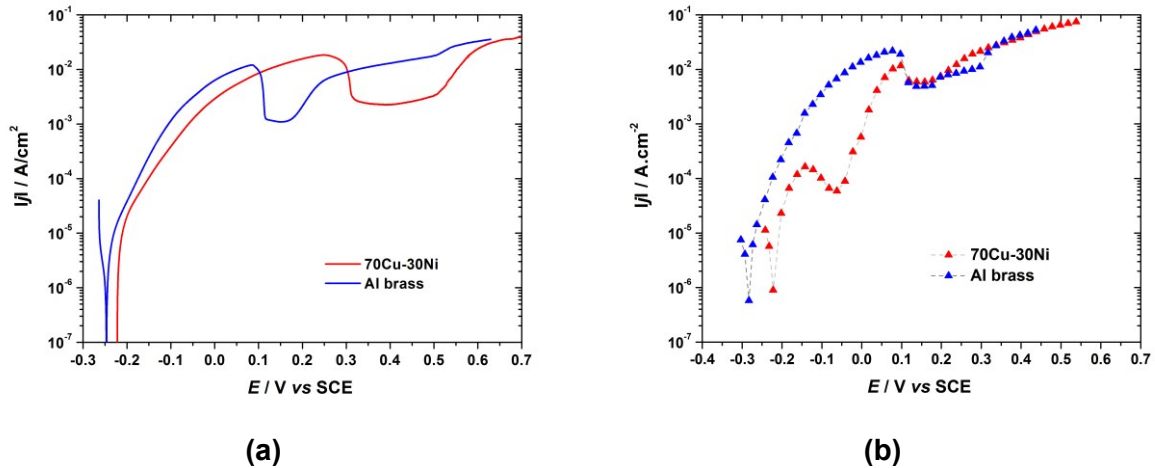 10⁻¹
10⁻²
10⁻³
10⁻⁴
10⁻⁵
10⁻⁶
10⁻⁷
|j| / A/cm²
70Cu-30Ni
Al brass
-0.3 -0.2 -0.1 0.0 0.1 0.2 0.3 0.4 0.5 0.6 0.7
E / V vs SCE
(a)
10⁻¹
10⁻²
10⁻³
10⁻⁴
10⁻⁵
10⁻⁶
10⁻⁷
|j| / A.cm⁻²
70Cu-30Ni
Al brass
-0.4 -0.3 -0.2 -0.1 0.0 0.1 0.2 0.3 0.4 0.5 0.6 0.7
E / V vs SCE
(b)